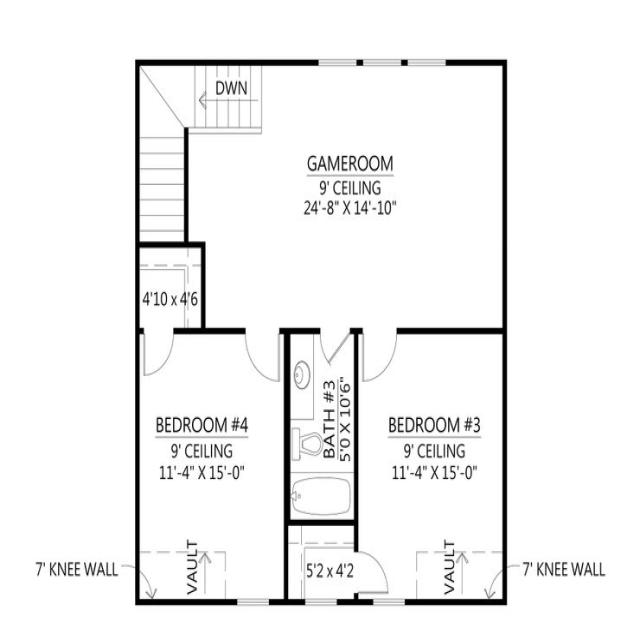 DWN
GAMEROOM
9' CEILING
24'-8" X 14'-10"
4'10 x 4'6
BEDROOM #4
9' CEILING
11'-4" X 15'-0"
BATH #3
5'0 X 10'6"
BEDROOM #3
9' CEILING
11'-4" X 15'-0"
7' KNEE WALL
VAULT
5'2 x 4'2
VAULT
7' KNEE WALL